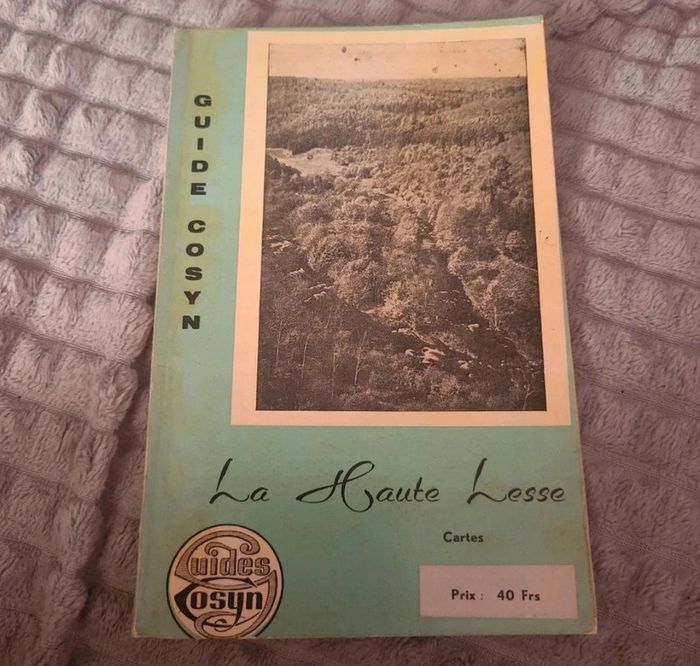 GUIDE COSYN
La Haute Lesse
Cartes
Guides
Cosyn
Prix : 40 Frs